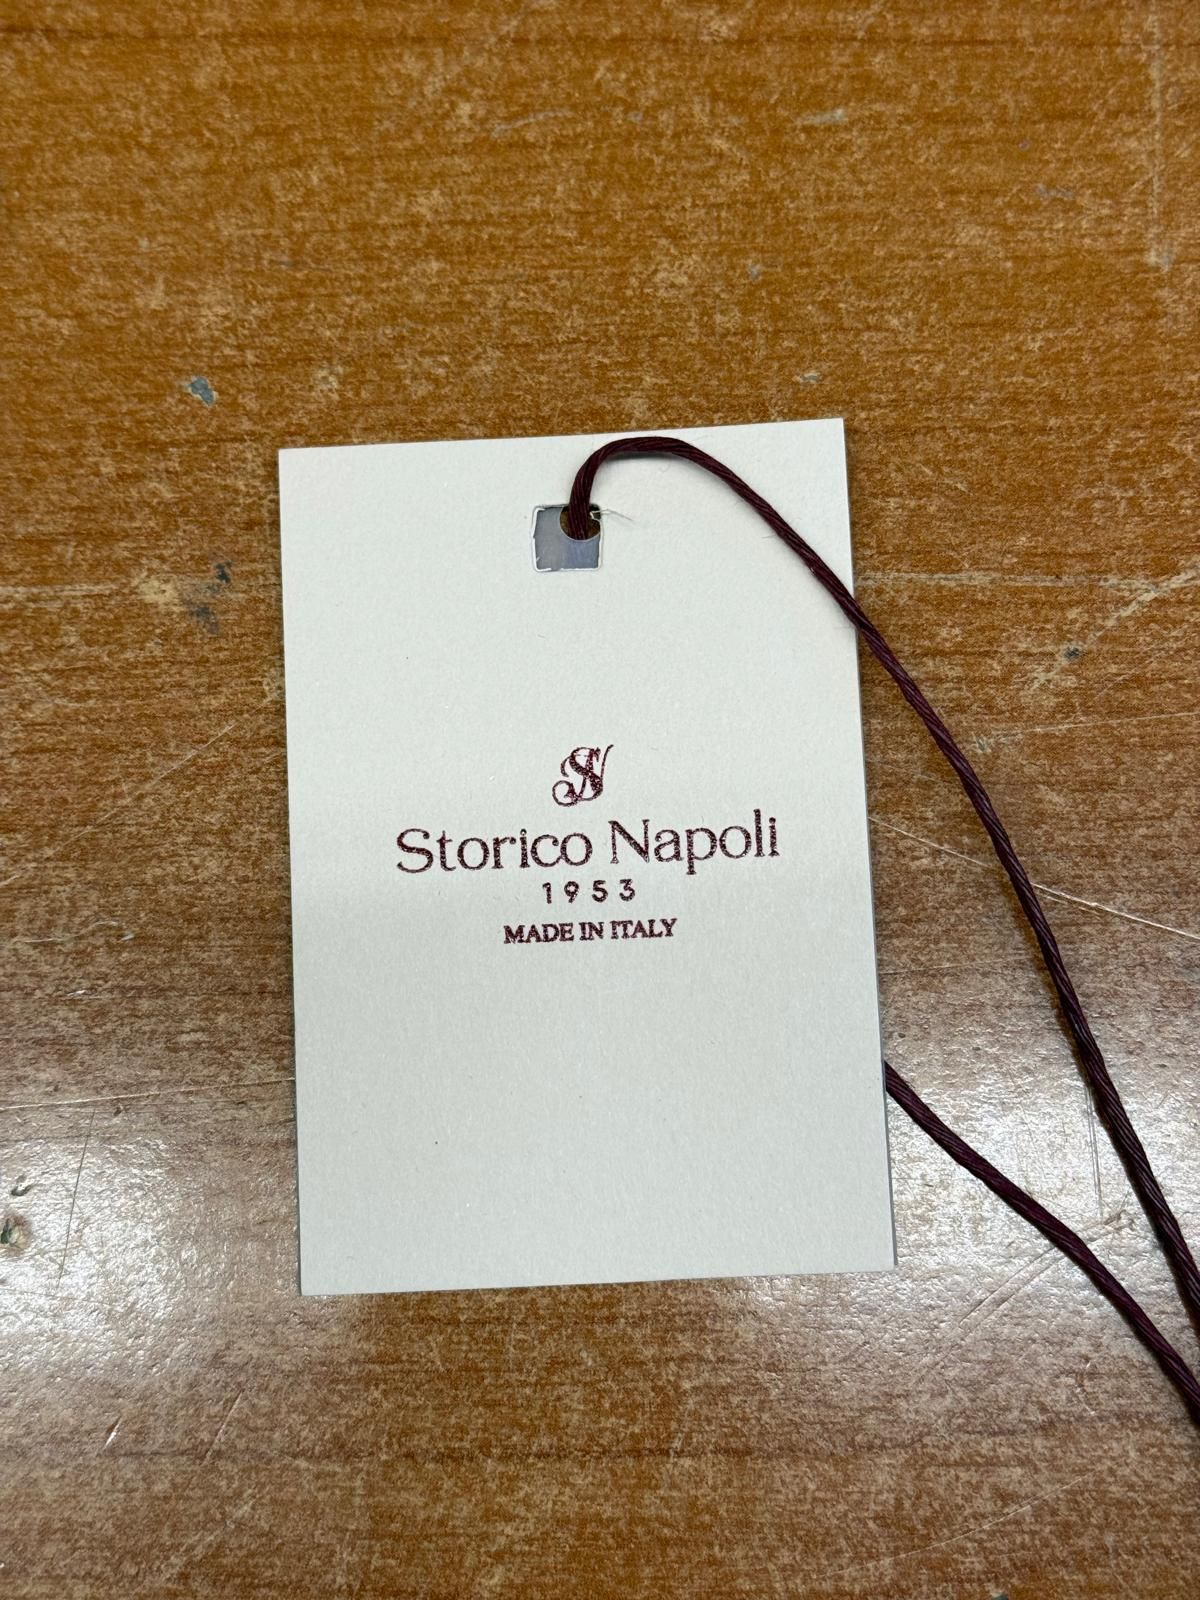 SN
Storico Napoli
1953
MADE IN ITALY